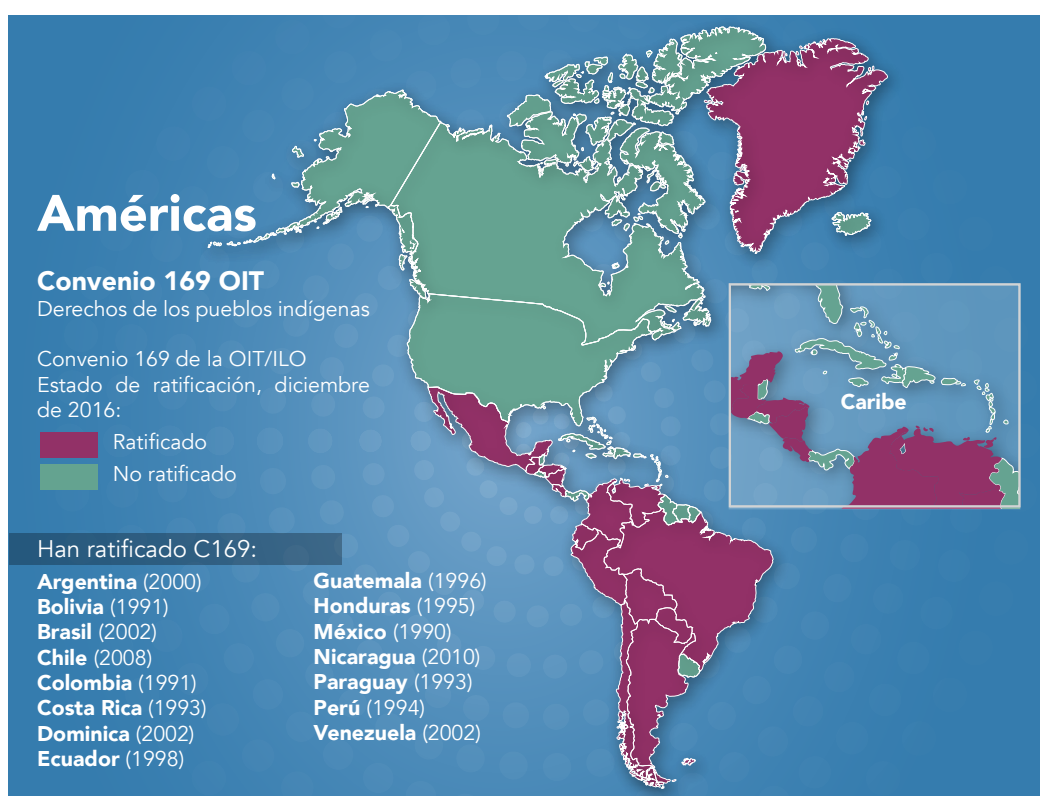 Américas
Convenio 169 OIT
Derechos de los pueblos indígenas
Convenio 169 de la OIT/ILO
Estado de ratificación, diciembre
de 2016:
Ratificado
No ratificado
Han ratificado C169:
Argentina (2000)
Bolivia (1991)
Brasil (2002)
Chile (2008)
Colombia (1991)
Costa Rica (1993)
Dominica (2002)
Ecuador (1998)
Guatemala (1996)
Honduras (1995)
México (1990)
Nicaragua (2010)
Paraguay (1993)
Perú (1994)
Venezuela (2002)
Caribe